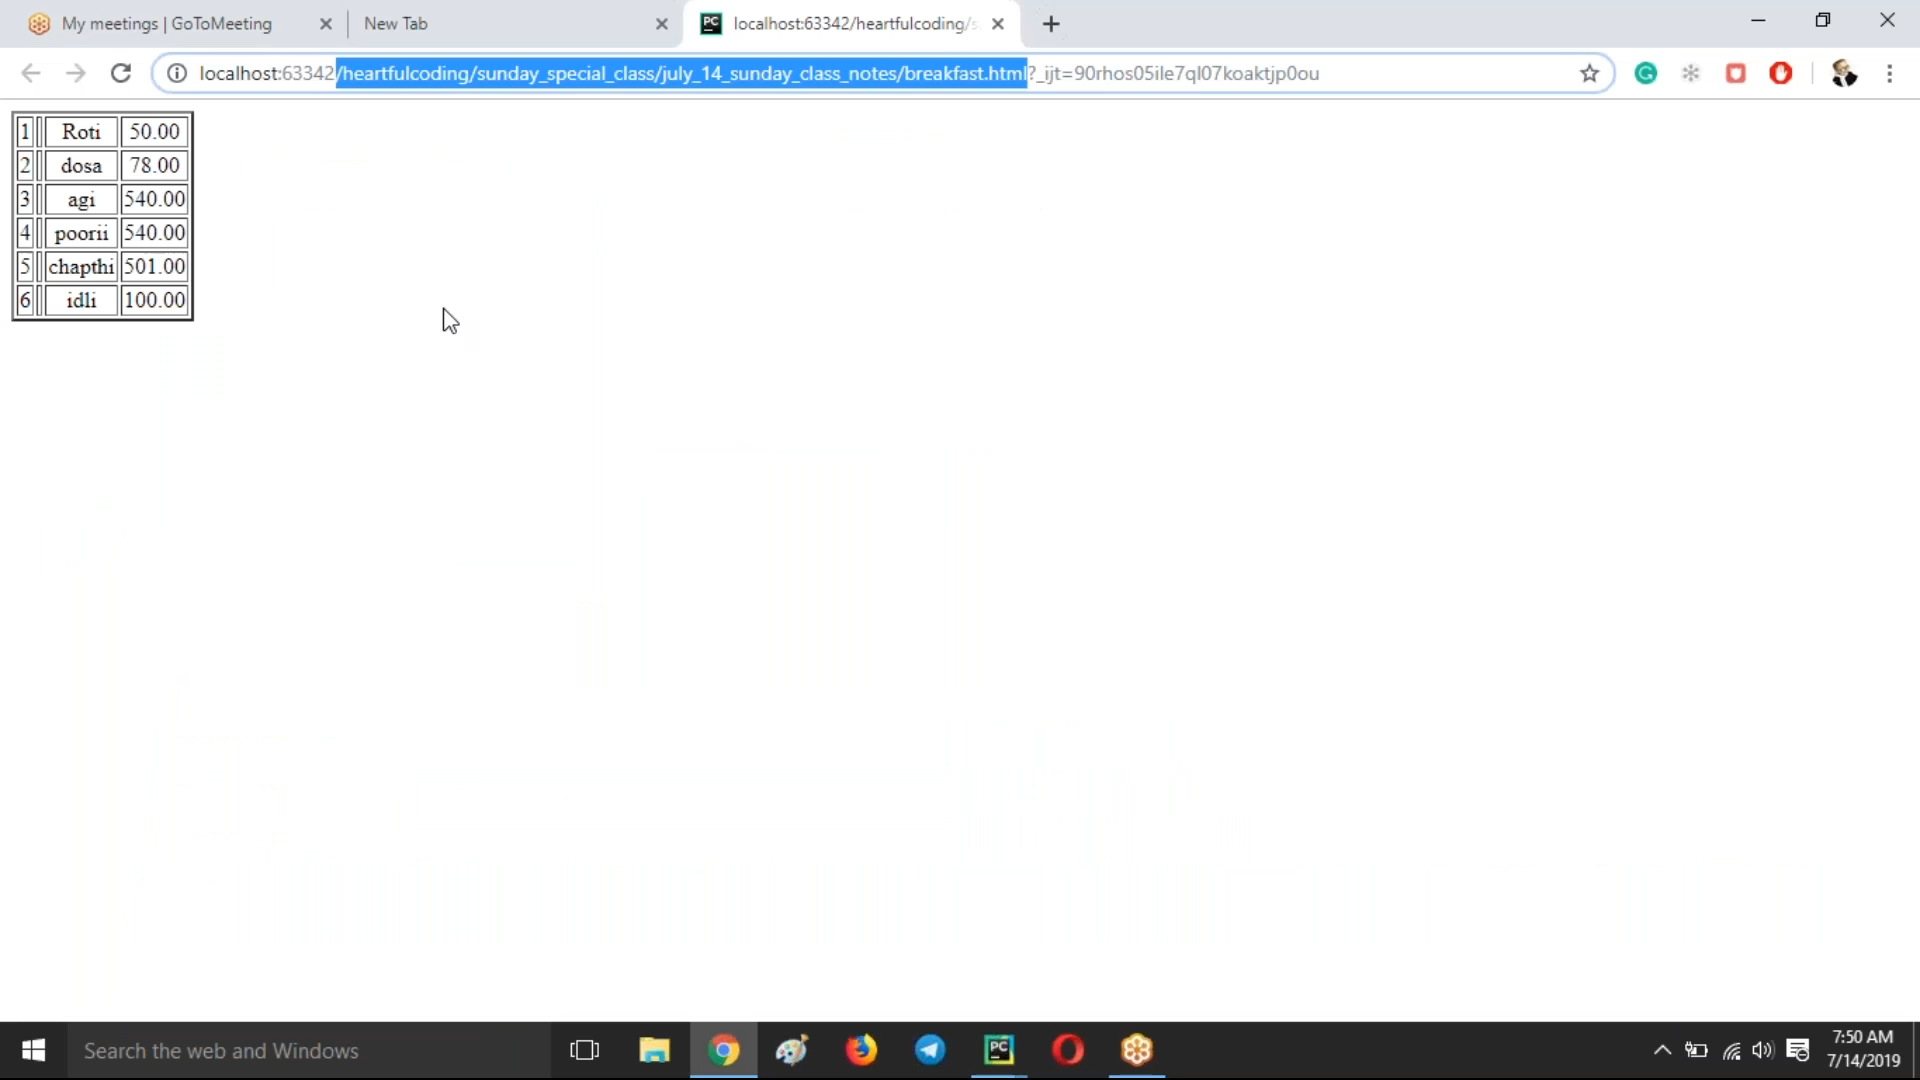 My meetings | GoToMeeting
New Tab
localhost:63342/heartfulcoding/s
localhost:63342/heartfulcoding/sunday_special_class/july_14_sunday_class_notes/breakfast.html?_ijt=90rhos05ile7ql07koaktjp0ou
1 Roti 50.00
2 dosa 78.00
3 agi 540.00
4 poorii 540.00
5 chapthi 501.00
6 idli 100.00
Search the web and Windows
7:50 AM
7/14/2019